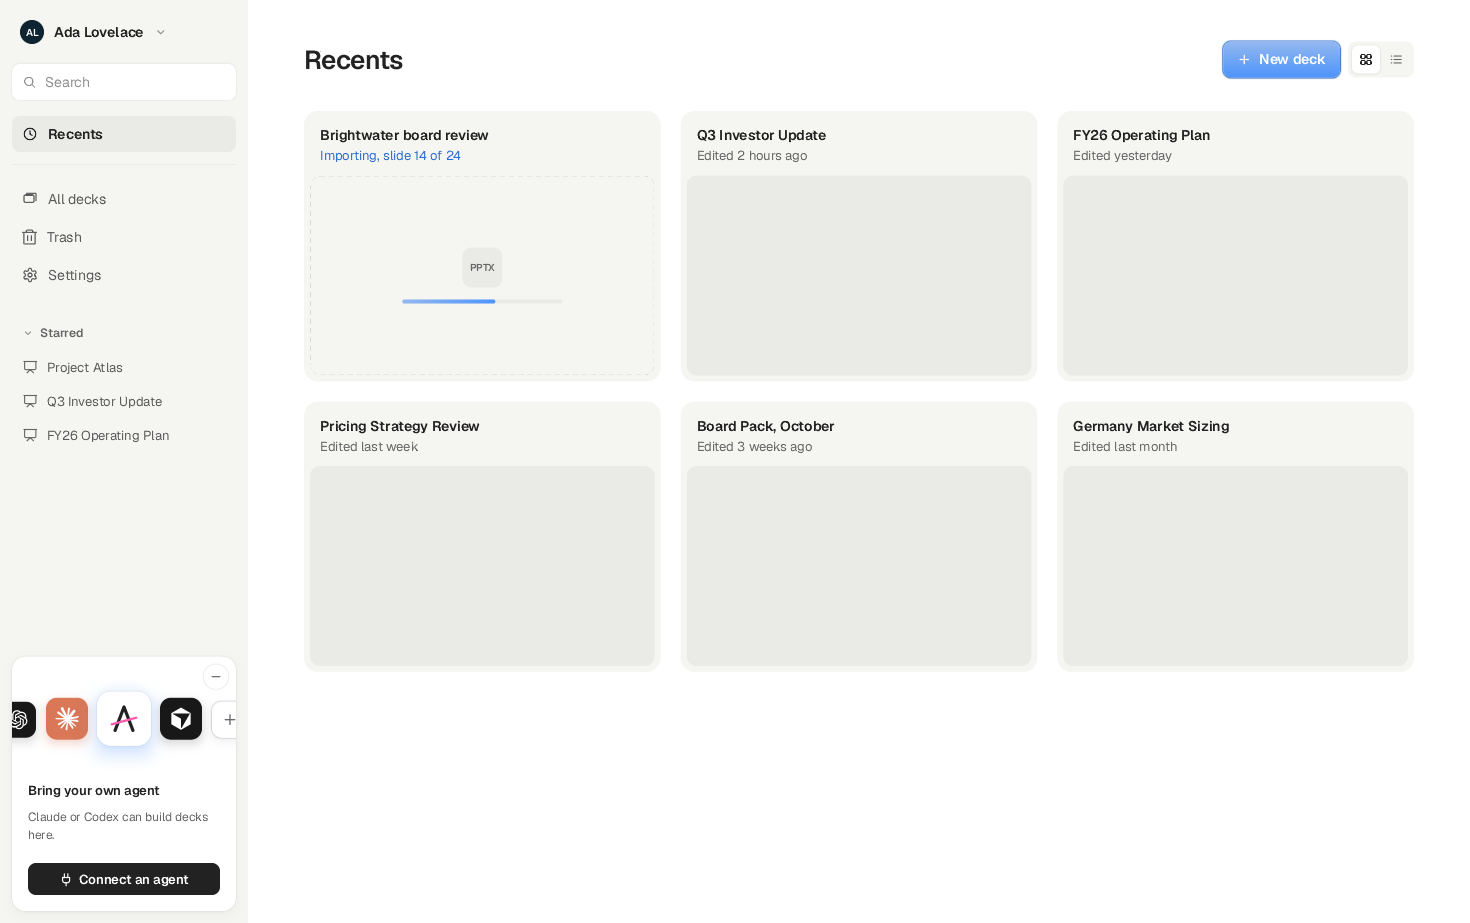 AL
Ada Lovelace
Search
Recents
All decks
Trash
Settings
Starred
Project Atlas
Q3 Investor Update
FY26 Operating Plan
Bring your own agent
Claude or Codex can build decks
here.
Connect an agent
Recents
New deck
Brightwater board review
Importing, slide 14 of 24
PPTX
Q3 Investor Update
Edited 2 hours ago
FY26 Operating Plan
Edited yesterday
Pricing Strategy Review
Edited last week
Board Pack, October
Edited 3 weeks ago
Germany Market Sizing
Edited last month